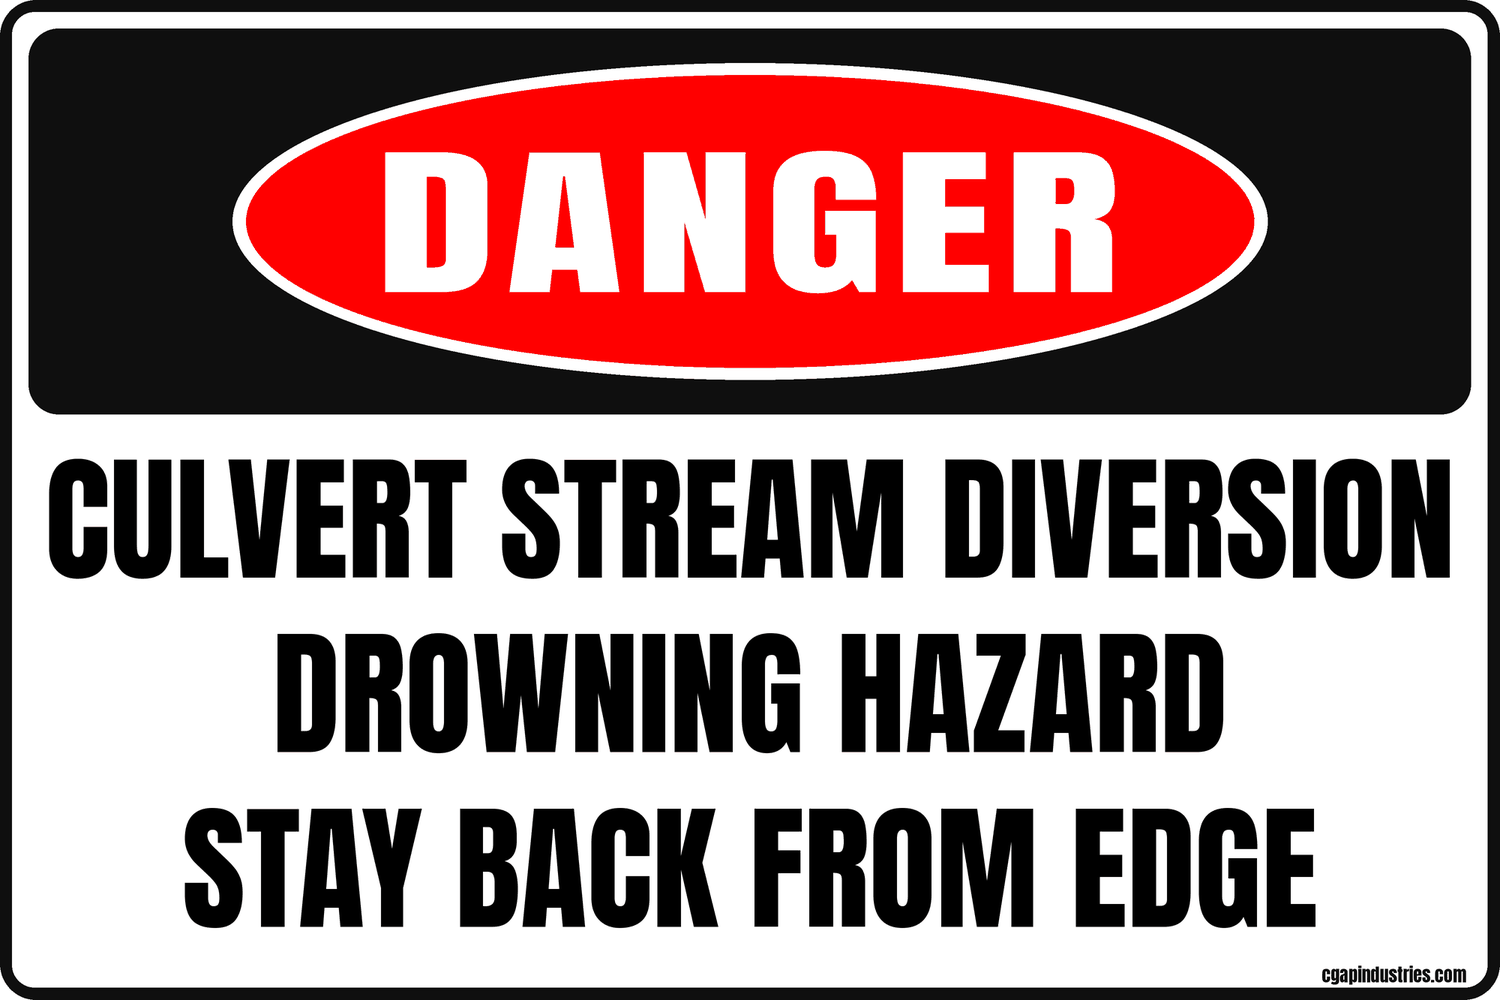 DANGER
CULVERT STREAM DIVERSION
DROWNING HAZARD
STAY BACK FROM EDGE
cgapindustries.com